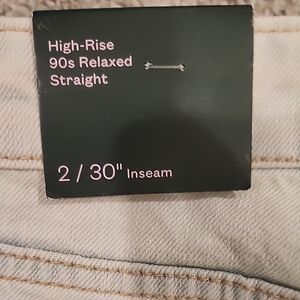 High-Rise
90s Relaxed
Straight
2 / 30" Inseam